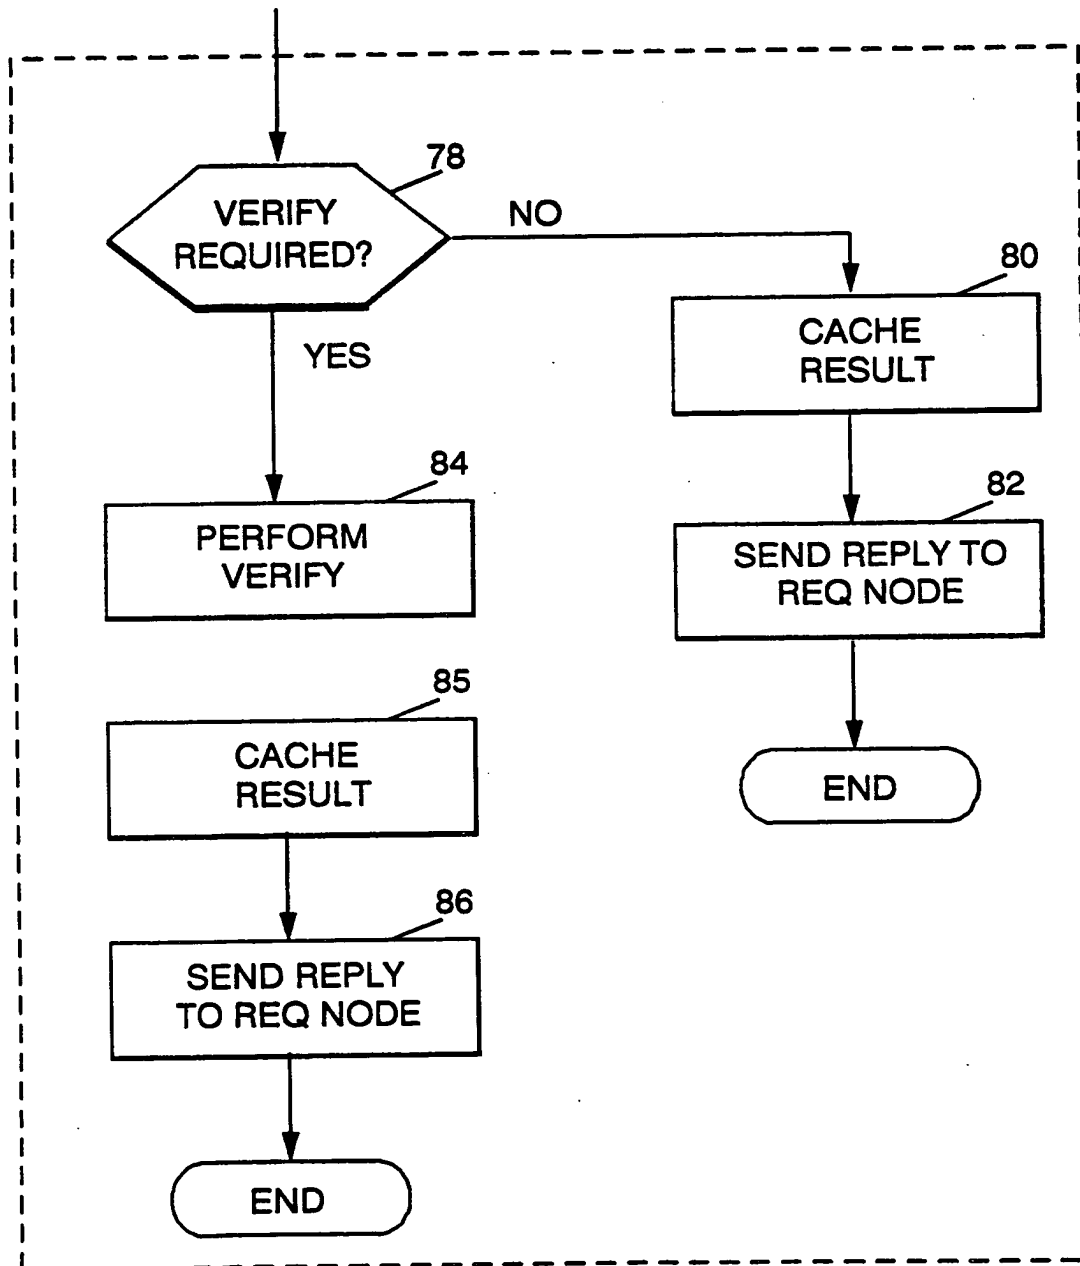 78
VERIFY
REQUIRED?
NO
YES
80
CACHE
RESULT
84
PERFORM
VERIFY
82
SEND REPLY TO
REQ NODE
85
CACHE
RESULT
END
86
SEND REPLY
TO REQ NODE
END